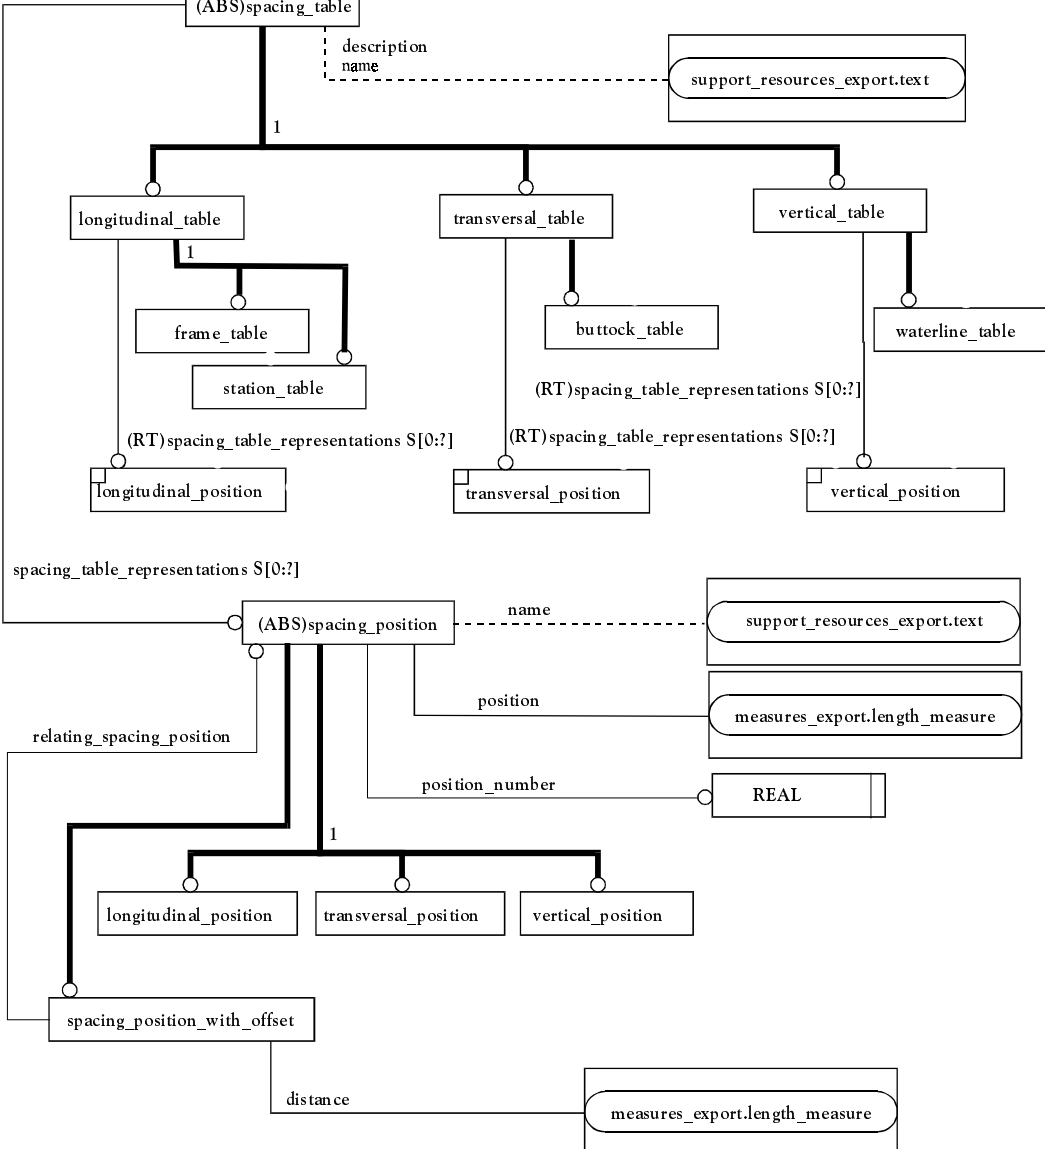 (ABS)spacing_table
description
name
support_resources_export.text
1
longitudinal_table
transversal_table
vertical_table
1
frame_table
buttock_table
waterline_table
station_table
(RT)spacing_table_representations S[0:?]
(RT)spacing_table_representations S[0:?]
(RT)spacing_table_representations S[0:?]
longitudinal_position
transversal_position
vertical_position
spacing_table_representations S[0:?]
(ABS)spacing_position
name
support_resources_export.text
position
measures_export.length_measure
relating_spacing_position
position_number
REAL
1
longitudinal_position
transversal_position
vertical_position
spacing_position_with_offset
distance
measures_export.length_measure